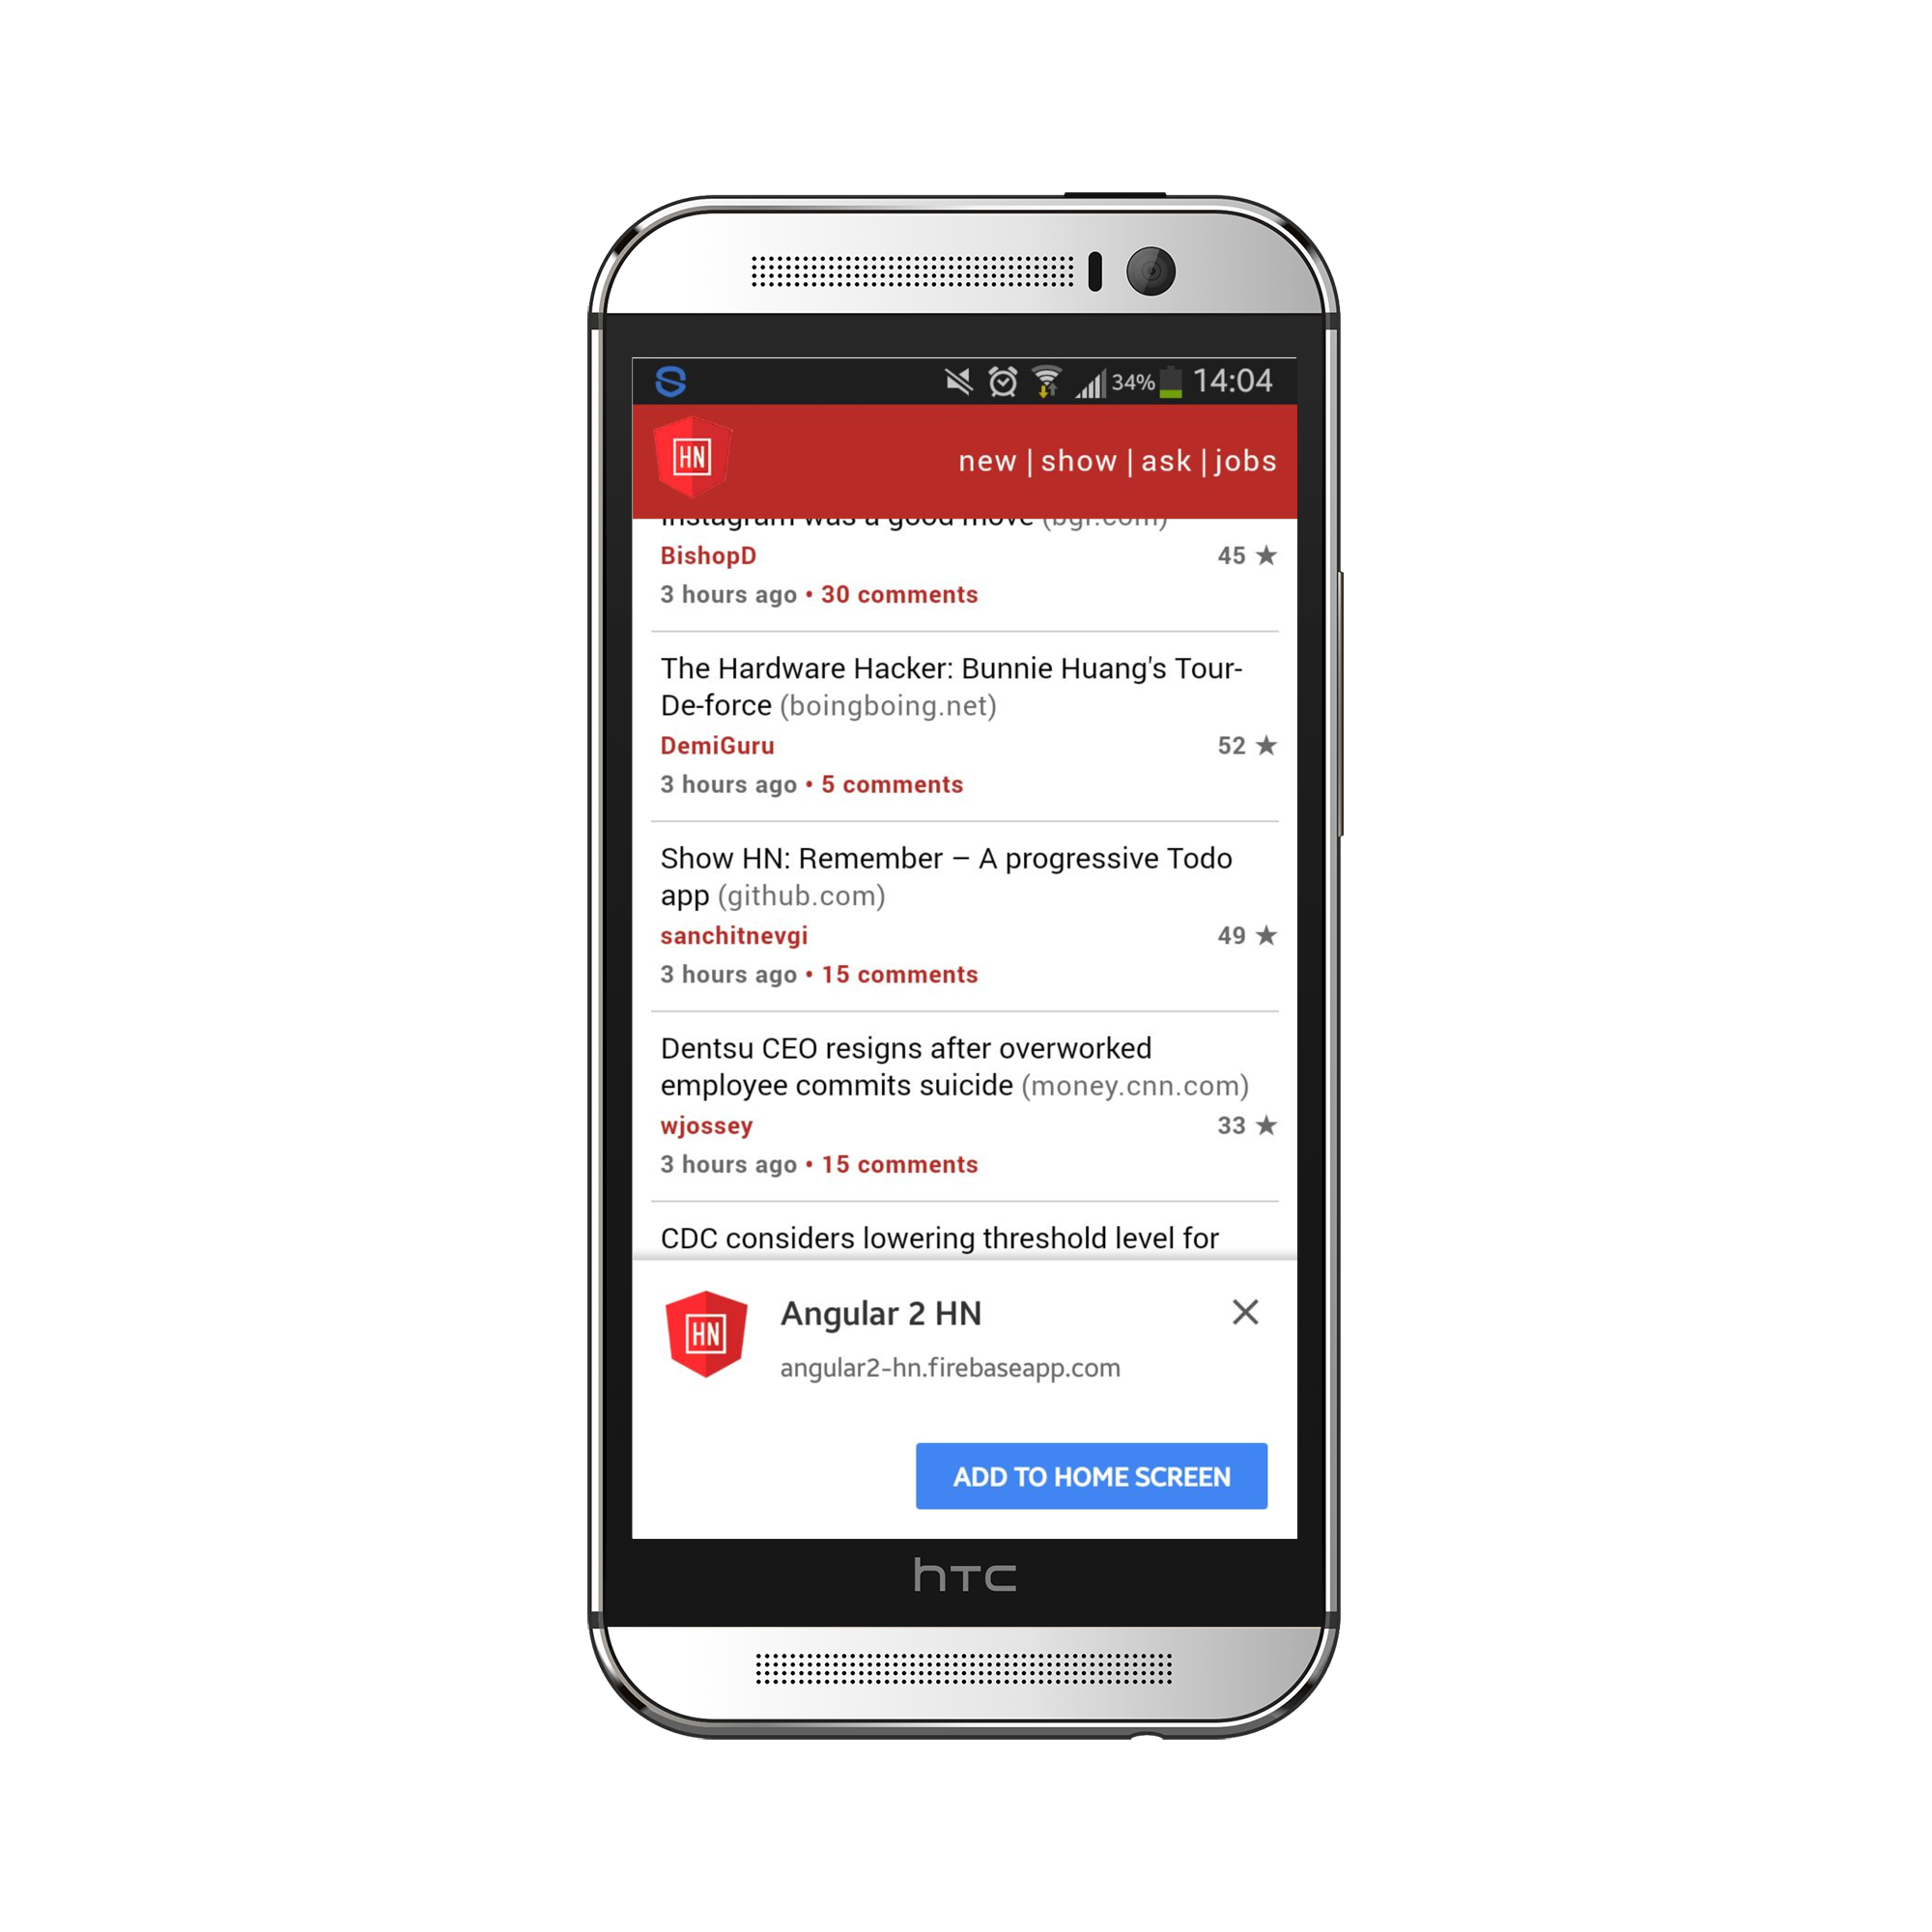 34% 14:04
HN new | show | ask | jobs
Instagram was a good move (bgr.com)
BishopD 45 ★
3 hours ago • 30 comments
The Hardware Hacker: Bunnie Huang's Tour-
De-force (boingboing.net)
DemiGuru 52 ★
3 hours ago • 5 comments
Show HN: Remember – A progressive Todo
app (github.com)
sanchitnevgi 49 ★
3 hours ago • 15 comments
Dentsu CEO resigns after overworked
employee commits suicide (money.cnn.com)
wjossey 33 ★
3 hours ago • 15 comments
CDC considers lowering threshold level for
HN Angular 2 HN
angular2-hn.firebaseapp.com
ADD TO HOME SCREEN
hTC